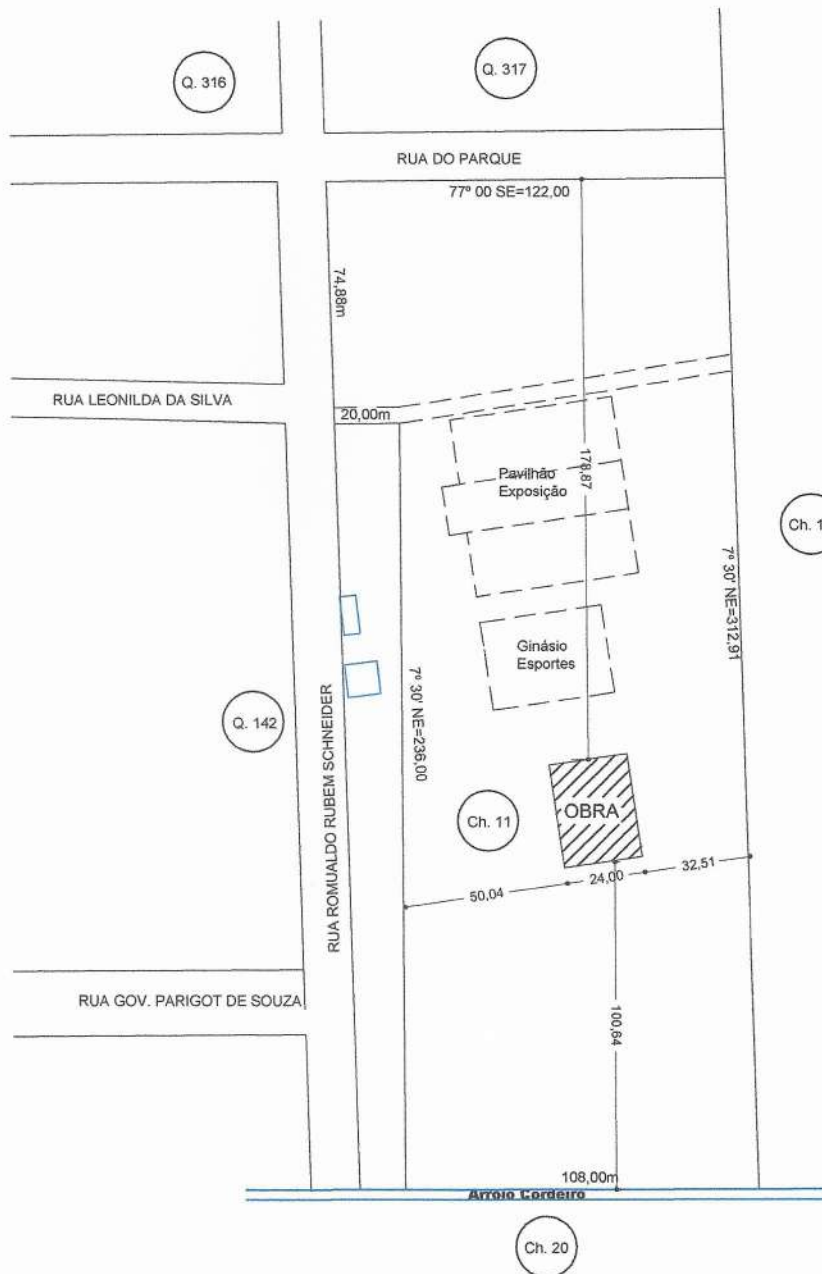 Q. 316
Q. 317
RUA DO PARQUE
77º 00 SE=122,00
74,88m
RUA LEONILDA DA SILVA
20,00m
178,87
Pavilhão
Exposição
Ch. 1
7º 30' NE=312,91
Ginásio
Esportes
7º 30' NE=236,00
Q. 142
RUA ROMUALDO RUBEM SCHNEIDER
OBRA
Ch. 11
50,04
24,00
32,51
RUA GOV. PARIGOT DE SOUZA
100,64
108,00m
Arroio Cordeiro
Ch. 20